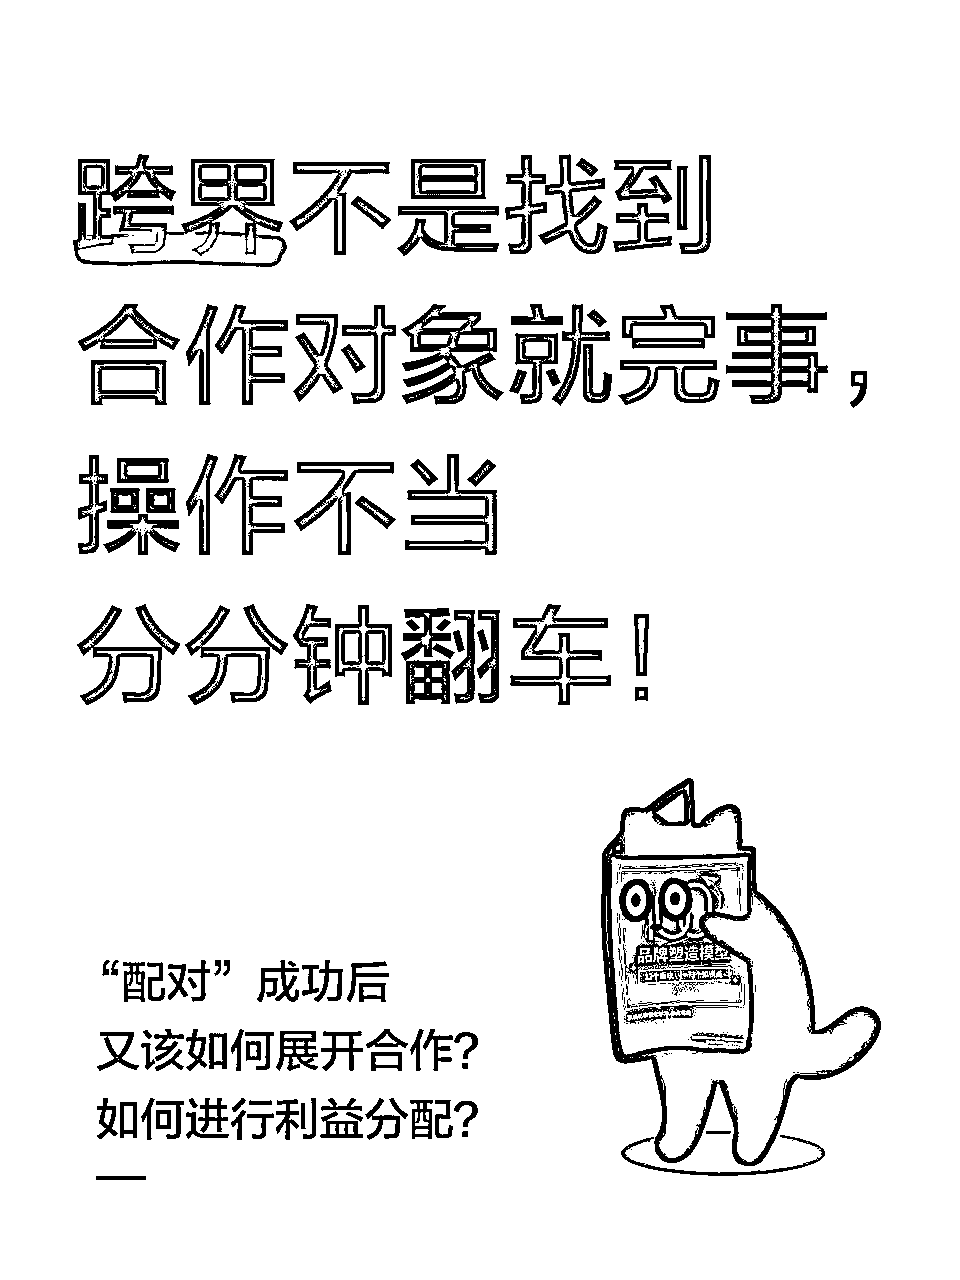 跨界不是找到
合作对象就完事，
操作不当
分分钟翻车！
品牌塑造模型
“配对”成功后
又该如何展开合作？
如何进行利益分配？